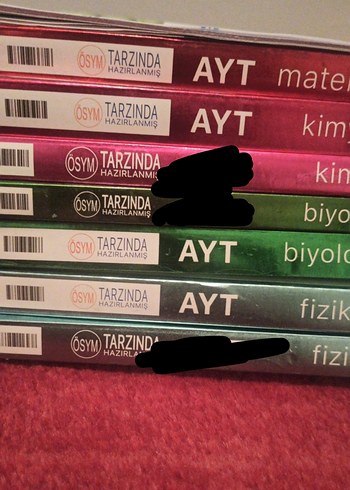 ÖSYM TARZINDA HAZIRLANMIŞ AYT matem
ÖSYM TARZINDA HAZIRLANMIŞ AYT kimy
ÖSYM TARZINDA HAZIRLANMIŞ kim
ÖSYM TARZINDA HAZIRLANMIŞ biyo
ÖSYM TARZINDA HAZIRLANMIŞ AYT biyolo
ÖSYM TARZINDA HAZIRLANMIŞ AYT fizik
ÖSYM TARZINDA HAZIRLANMIŞ fizi